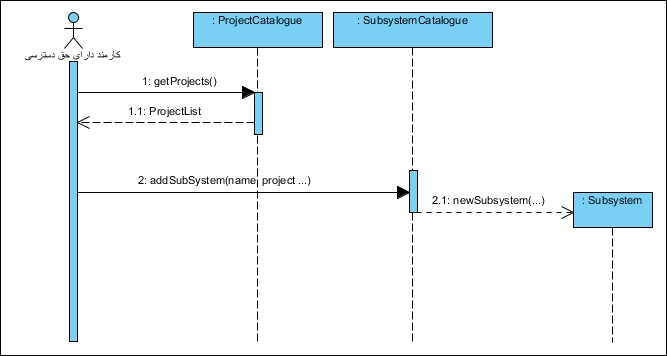 : ProjectCatalogue
: SubsystemCatalogue
کارمند دارای حق دسترسی
1: getProjects()
1.1: ProjectList
2: addSubSystem(name, project ...)
2.1: newSubsystem(...)
: Subsystem